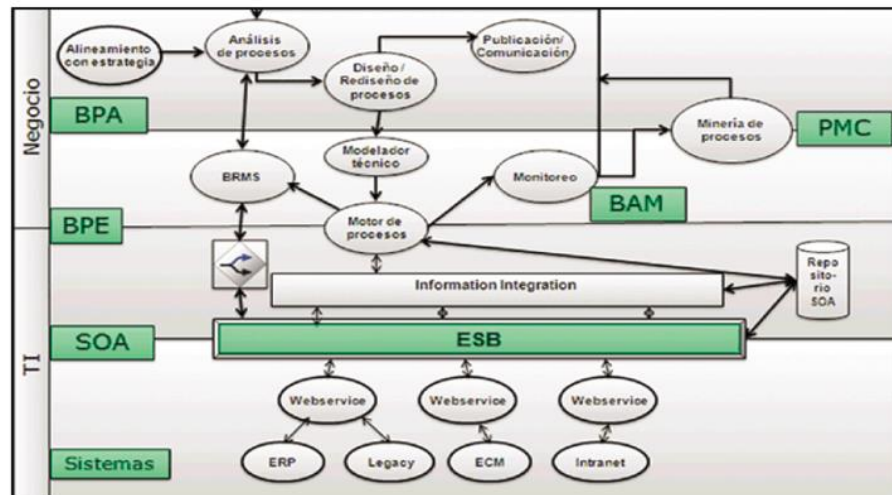 Negocio
Alineamiento
con estrategia
Análisis
de procesos
Publicación/
Comunicación
Diseño /
Rediseño de
procesos
BPA
Minería de
procesos
PMC
Modelador
técnico
BRMS
Monitoreo
BAM
BPE
Motor de
procesos
TI
Information Integration
Repo
sito-
rio
SOA
SOA
ESB
Webservice
Webservice
Webservice
Sistemas
ERP
Legacy
ECM
Intranet